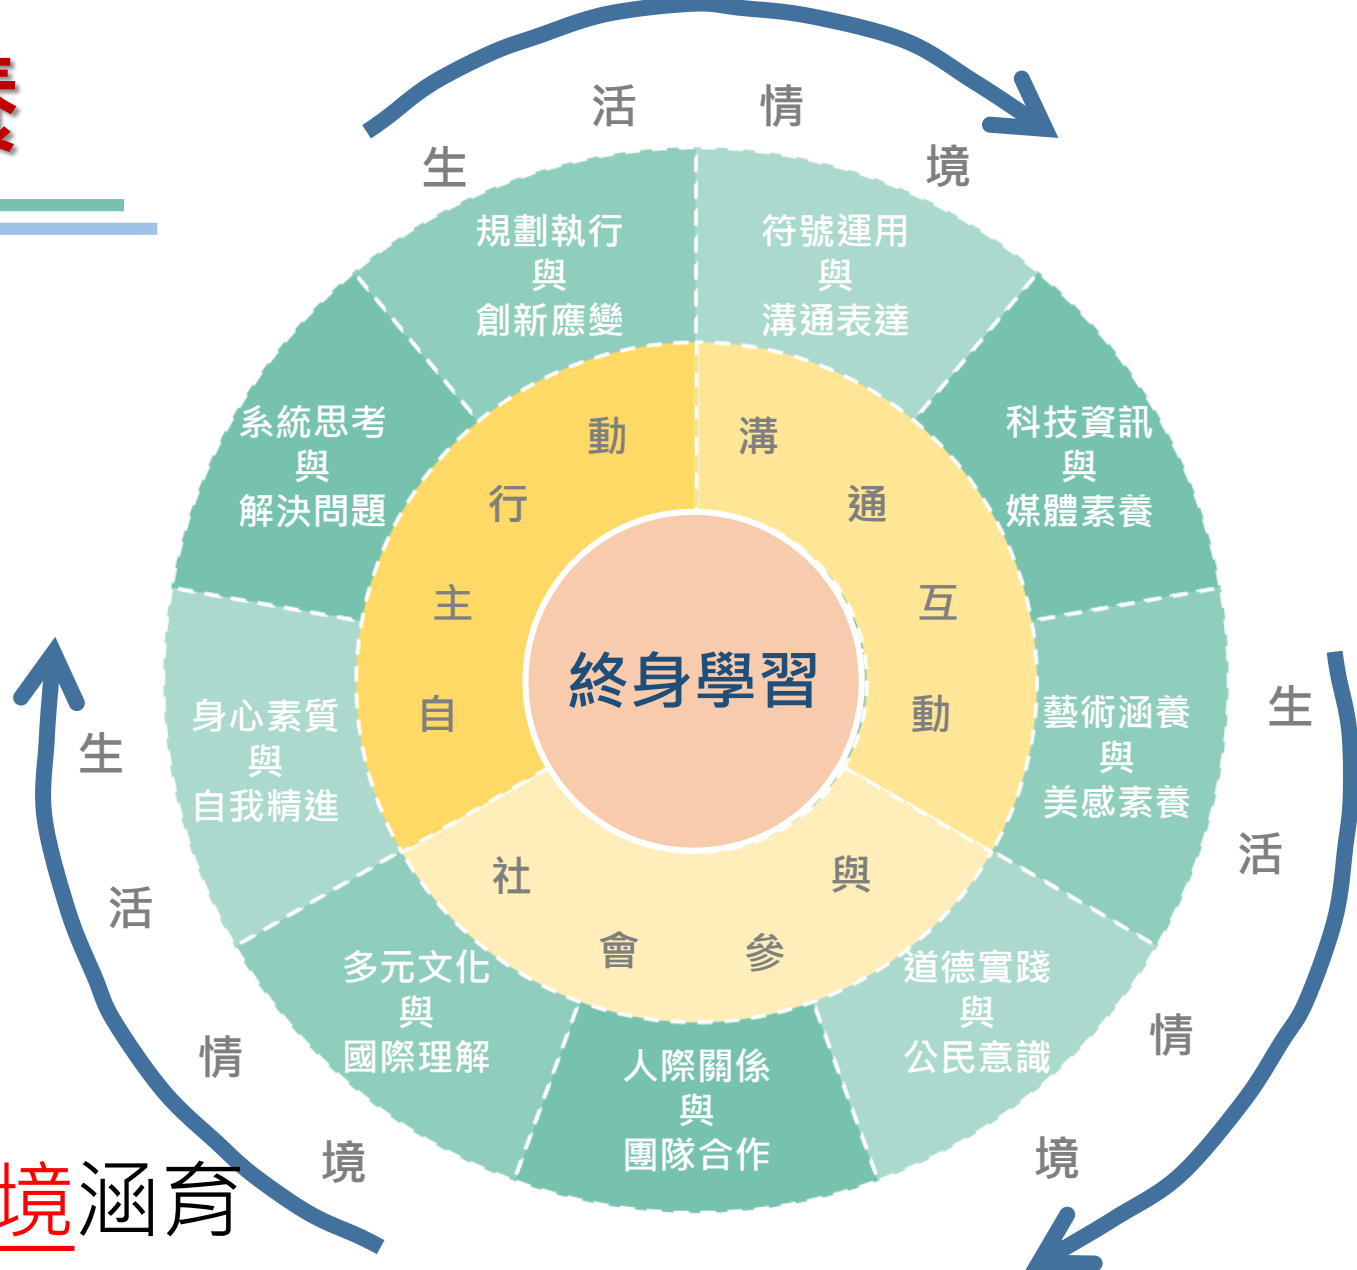 生活情境
規劃執行
與
創新應變
符號運用
與
溝通表達
科技資訊
與
媒體素養
藝術涵養
與
美感素養
道德實踐
與
公民意識
人際關係
與
團隊合作
多元文化
與
國際理解
身心素質
與
自我精進
系統思考
與
解決問題
自主行動
溝通互動
社會參與
終身學習
生活情境
生活情境
境涵育